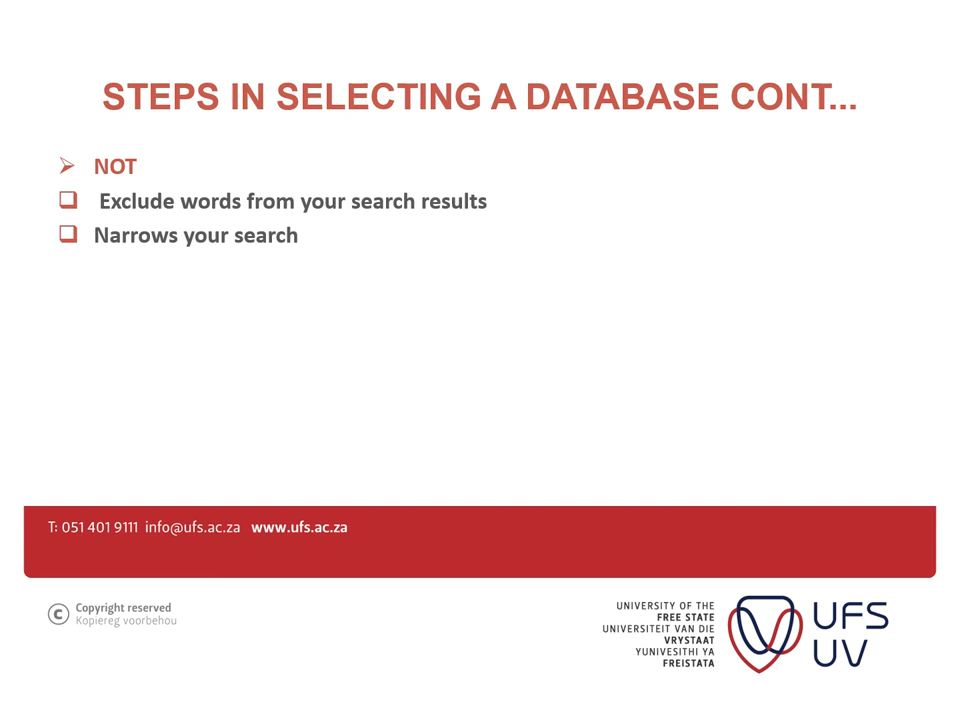 STEPS IN SELECTING A DATABASE CONT...
NOT
Exclude words from your search results
Narrows your search
T: 051 401 9111 info@ufs.ac.za www.ufs.ac.za
Copyright reserved
Kopiereg voorbehou
UNIVERSITY OF THE
FREE STATE
UNIVERSITEIT VAN DIE
VRYSTAAT
YUNIVESITHI YA
FREISTATA
UFS
UV